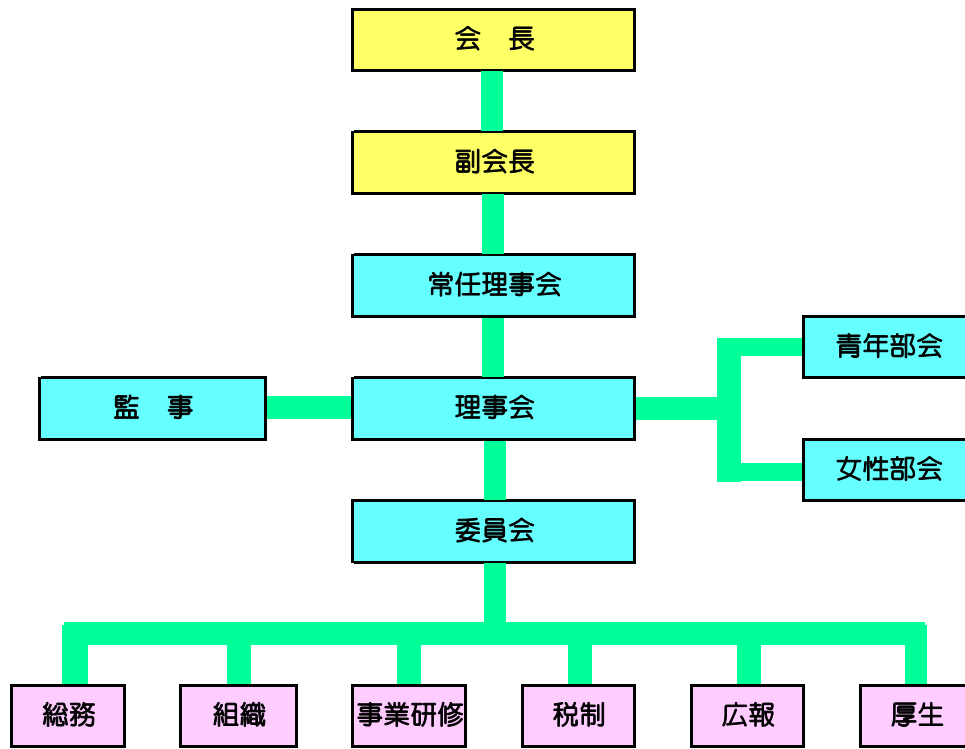 会　長
副会長
常任理事会
青年部会
監　事
理事会
女性部会
委員会
総務
組織
事業研修
税制
広報
厚生